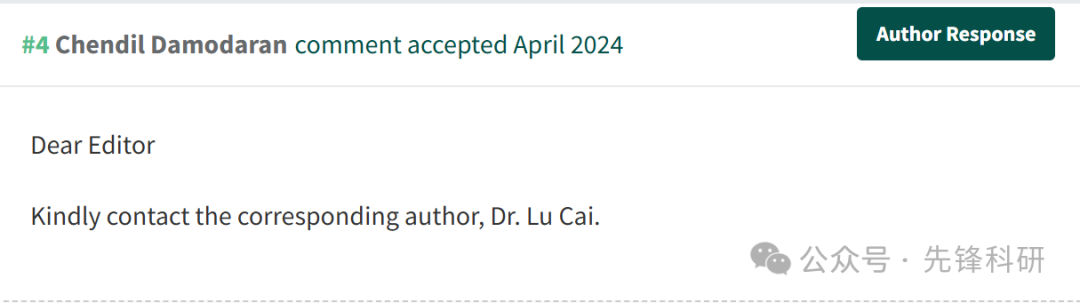 #4 Chendil Damodaran comment accepted April 2024
Author Response
Dear Editor
Kindly contact the corresponding author, Dr. Lu Cai.
公众号 · 先锋科研